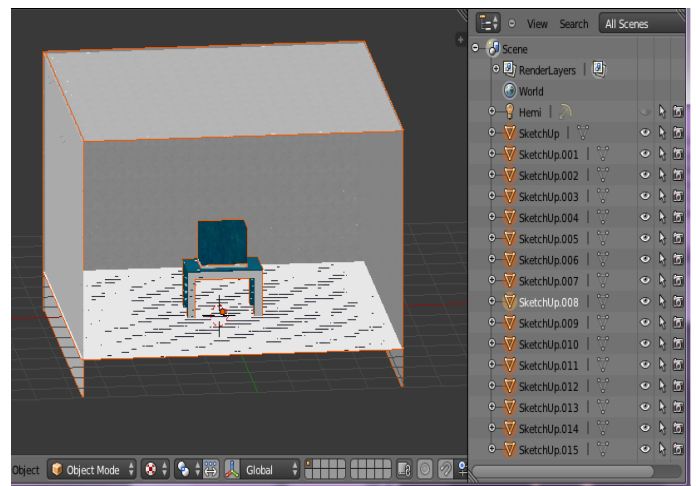 View Search All Scenes
Scene
RenderLayers
World
Hemi
SketchUp
SketchUp.001
SketchUp.002
SketchUp.003
SketchUp.004
SketchUp.005
SketchUp.006
SketchUp.007
SketchUp.008
SketchUp.009
SketchUp.010
SketchUp.011
SketchUp.012
SketchUp.013
SketchUp.014
SketchUp.015
Object Object Mode Global